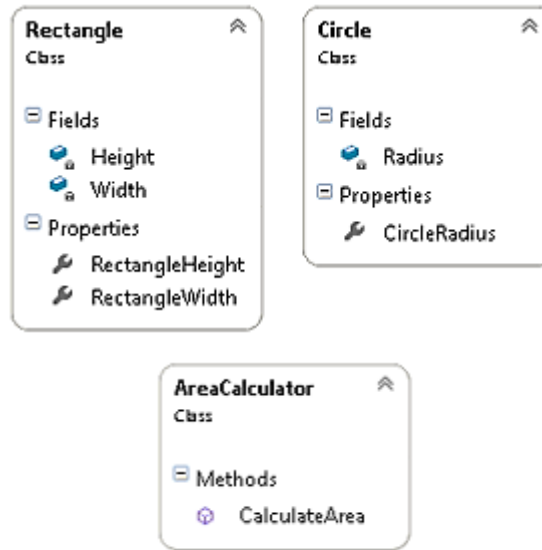 Rectangle
Class
Fields
Height
Width
Properties
RectangleHeight
RectangleWidth
Circle
Class
Fields
Radius
Properties
CircleRadius
AreaCalculator
Class
Methods
CalculateArea